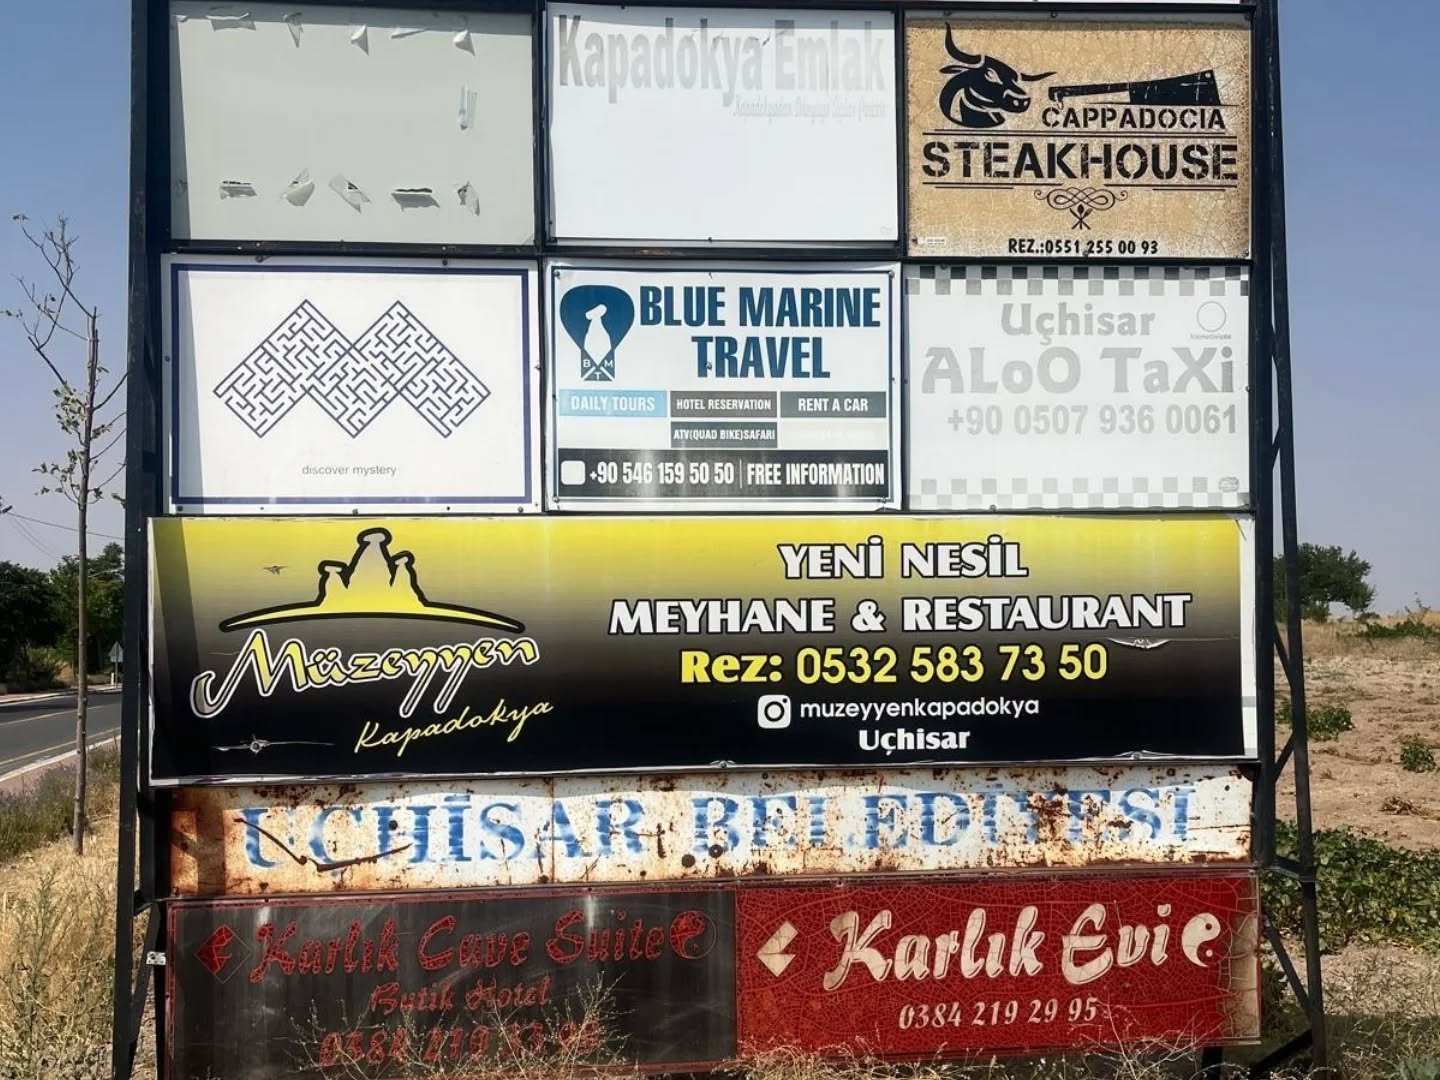 Kapadokya Emlak
CAPPADOCIA
STEAKHOUSE
REZ.:0551 255 00 93
discover mystery
BLUE MARINE
TRAVEL
BMT
DAILY TOURS
HOTEL RESERVATION
RENT A CAR
ATV(QUAD BIKE)SAFARI
+90 546 159 50 50 | FREE INFORMATION
Uçhisar
ALoO TaXi
+90 0507 936 0061
Müzeyyen
Kapadokya
YENİ NESİL
MEYHANE & RESTAURANT
Rez: 0532 583 73 50
muzeyyenkapadokya
Uçhisar
UÇHİSAR BELEDİYESİ
Karlık Cave Suite
Butik Hotel
0384 219
Karlık Evi
0384 219 29 95